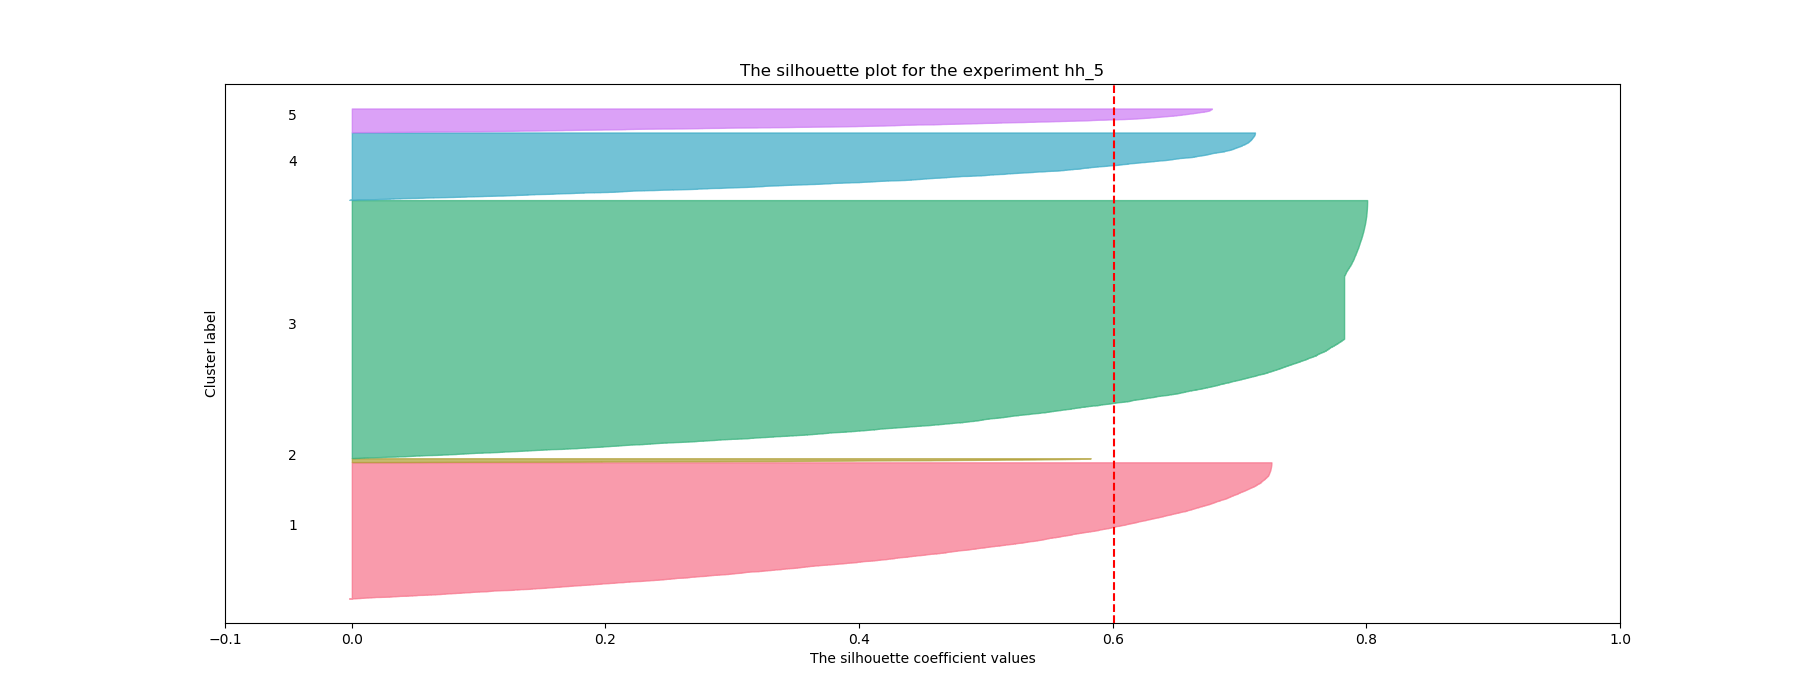 The silhouette plot for the experiment hh_5
5
4
3
2
1
Cluster label
−0.1 0.0 0.2 0.4 0.6 0.8 1.0
The silhouette coefficient values